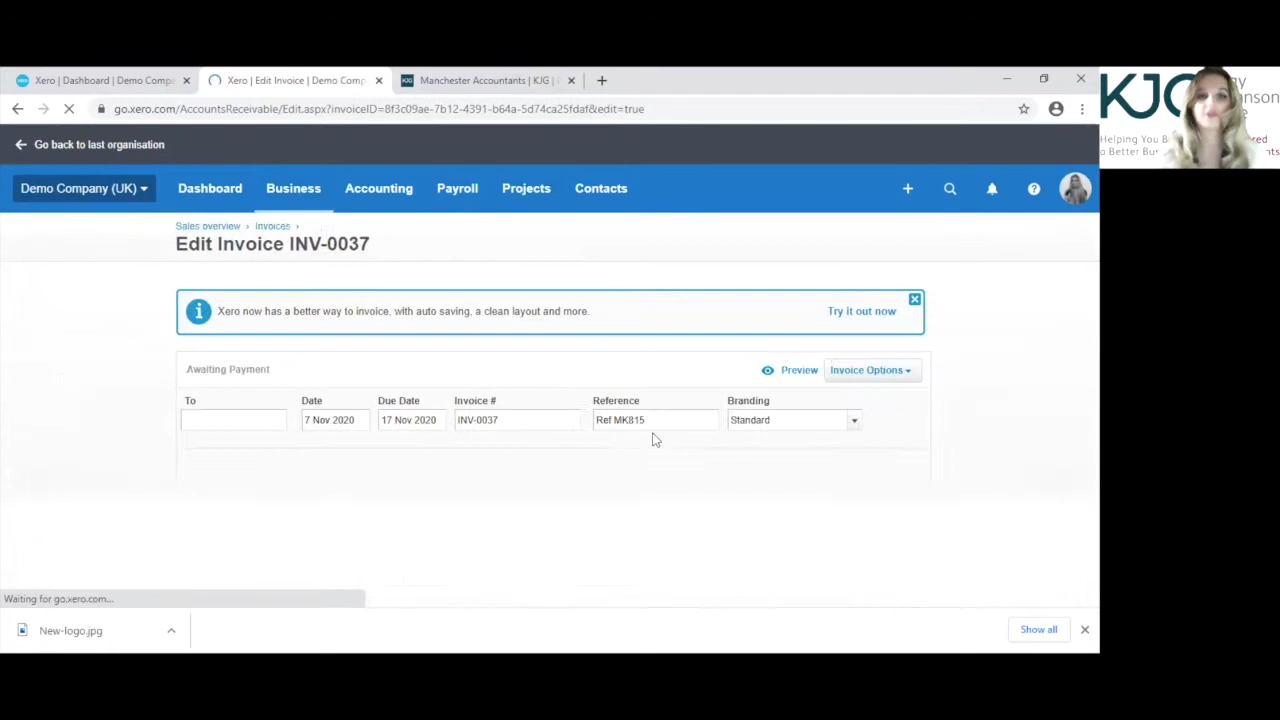 Xero | Dashboard | Demo Comp
Xero | Edit Invoice | Demo Comp
Manchester Accountants | KJG |
go.xero.com/AccountsReceivable/Edit.aspx?invoiceID=8f3c09ae-7b12-4391-b64a-5d74ca25fdaf&edit=true
KJG
Helping You B
Go back to last organisation
Demo Company (UK)
Dashboard
Business
Accounting
Payroll
Projects
Contacts
Sales overview › Invoices ›
Edit Invoice INV-0037
Xero now has a better way to invoice, with auto saving, a clean layout and more.
Try it out now
Awaiting Payment
Preview
Invoice Options
To
Date
Due Date
Invoice #
Reference
Branding
7 Nov 2020
17 Nov 2020
INV-0037
Ref MK815
Standard
Waiting for go.xero.com...
New-logo.jpg
Show all